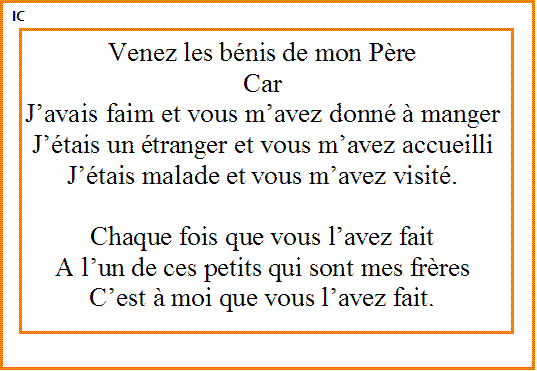 IC
Venez les bénis de mon Père
Car
J’avais faim et vous m’avez donné à manger
J’étais un étranger et vous m’avez accueilli
J’étais malade et vous m’avez visité.
Chaque fois que vous l’avez fait
A l’un de ces petits qui sont mes frères
C’est à moi que vous l’avez fait.